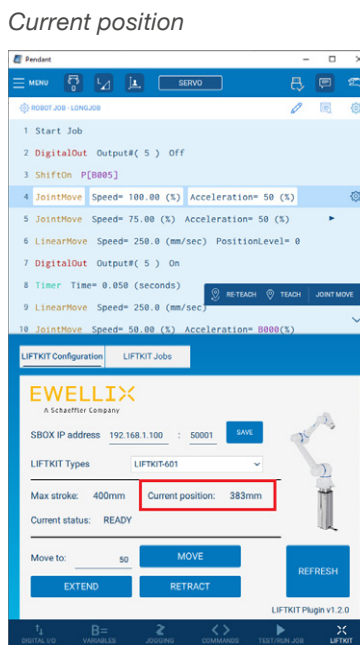 Current position
Pendant
MENU SERVO
ROBOT JOB - LONGJOB
1 Start Job
2 DigitalOut Output#( 5 ) Off
3 ShiftOn P[B005]
4 JointMove Speed= 100.00 (%) Acceleration= 50 (%)
5 JointMove Speed= 75.00 (%) Acceleration= 50 (%)
6 LinearMove Speed= 250.0 (mm/sec) PositionLevel= 0
7 DigitalOut Output#( 5 ) On
8 Timer Time= 0.050 (seconds)
RE-TEACH TEACH JOINT MOVE
9 LinearMove Speed= 250.0 (mm/sec)
10 JointMove Speed= 50.00 (%) Acceleration= B000(%)
LIFTKIT Configuration LIFTKIT Jobs
EWELLIX
A Schaeffler Company
SBOX IP address 192.168.1.100 : 50001 SAVE
LIFTKIT Types LIFTKIT-601
Max stroke: 400mm Current position: 383mm
Current status: READY
Move to: 50 MOVE
EXTEND RETRACT REFRESH
LIFTKIT Plugin v1.2.0
DIGITAL I/O VARIABLES JOGGING COMMANDS TEST/RUN JOB LIFTKIT